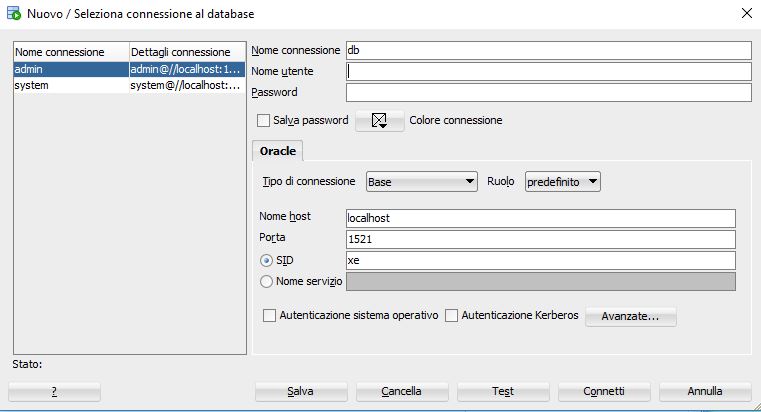 Nuovo / Seleziona connessione al database
Nome connessione Dettagli connessione
admin admin@//localhost:1...
system system@//localhost:...
Nome connessione db
Nome utente
Password
Salva password Colore connessione
Oracle
Tipo di connessione Base Ruolo predefinito
Nome host localhost
Porta 1521
SID xe
Nome servizio
Autenticazione sistema operativo Autenticazione Kerberos Avanzate...
Stato:
? Salva Cancella Test Connetti Annulla